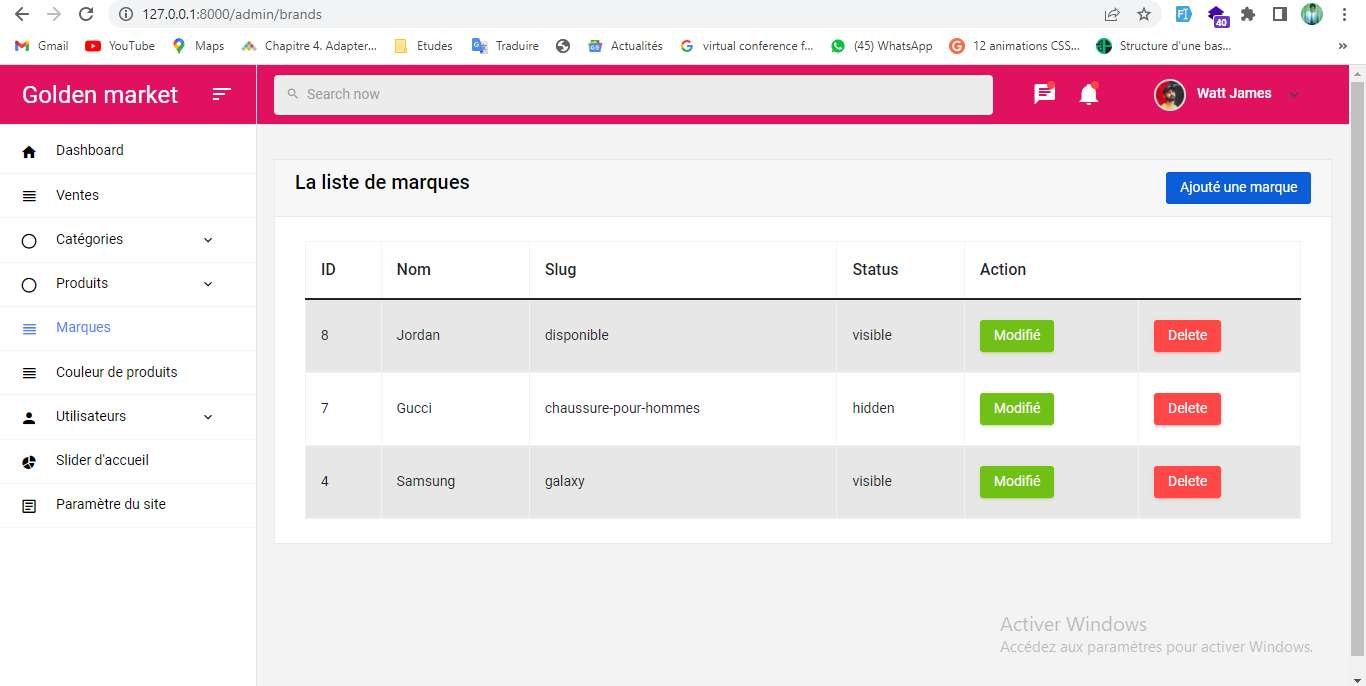 127.0.0.1:8000/admin/brands
40
Gmail
YouTube
Maps
Chapitre 4. Adapter...
Etudes
Traduire
Actualités
virtual conference f...
(45) WhatsApp
12 animations CSS...
Structure d'une bas...
»
Golden market
Search now
Watt James
Dashboard
Ventes
Catégories
Produits
Marques
Couleur de produits
Utilisateurs
Slider d'accueil
Paramètre du site
La liste de marques
Ajouté une marque
ID Nom Slug Status Action
8 Jordan disponible visible Modifié Delete
7 Gucci chaussure-pour-hommes hidden Modifié Delete
4 Samsung galaxy visible Modifié Delete
Activer Windows
Accédez aux paramètres pour activer Windows.